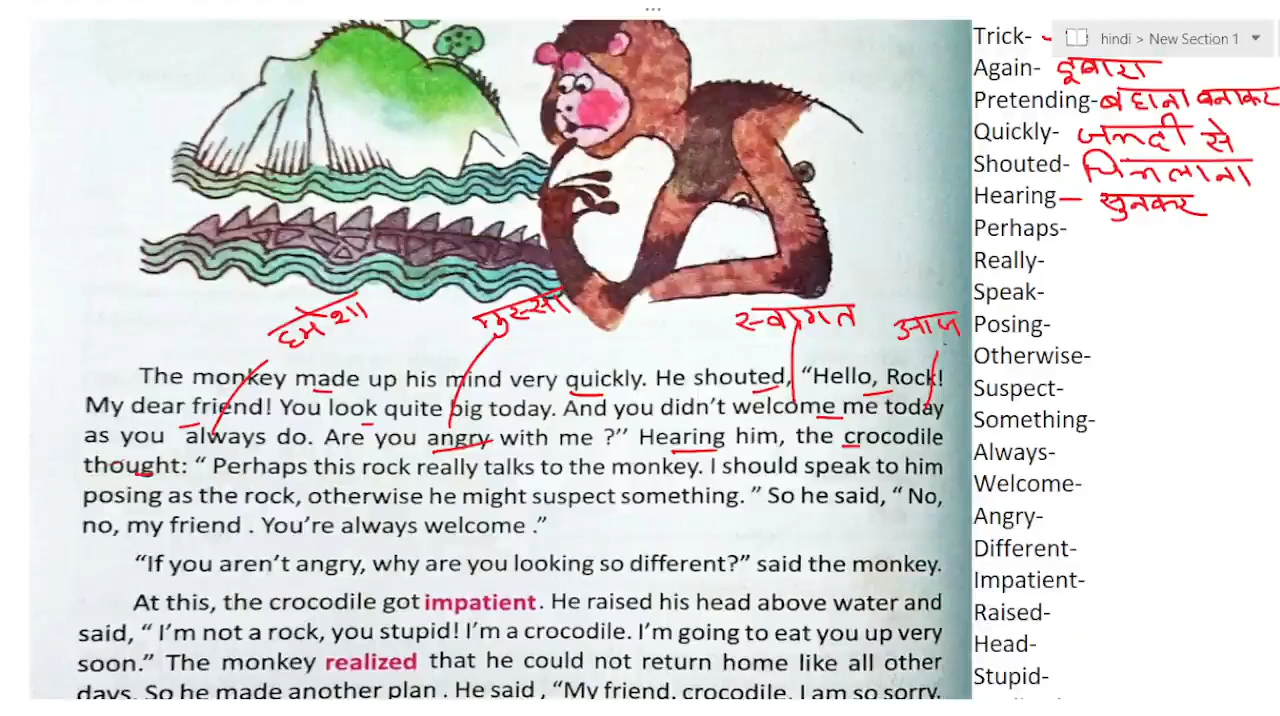 ...
hindi > New Section 1
Trick-
Again- दूबारा
Pretending- बहाना बनाकर
Quickly- जल्दी से
Shouted- चिल्लाना
Hearing- सुनकर
Perhaps-
Really-
Speak-
Posing-
Otherwise-
Suspect-
Something-
Always-
Welcome-
Angry-
Different-
Impatient-
Raised-
Head-
Stupid-
हमेशा गुस्सा स्वागत आज
The monkey made up his mind very quickly. He shouted, “Hello, Rock!
My dear friend! You look quite big today. And you didn’t welcome me today
as you always do. Are you angry with me ?” Hearing him, the crocodile
thought: “ Perhaps this rock really talks to the monkey. I should speak to him
posing as the rock, otherwise he might suspect something. ” So he said, “ No,
no, my friend . You’re always welcome .”
“If you aren’t angry, why are you looking so different?” said the monkey.
At this, the crocodile got impatient. He raised his head above water and
said, “ I’m not a rock, you stupid! I’m a crocodile. I’m going to eat you up very
soon.” The monkey realized that he could not return home like all other
days. So he made another plan . He said , “My friend, crocodile, I am so sorry.